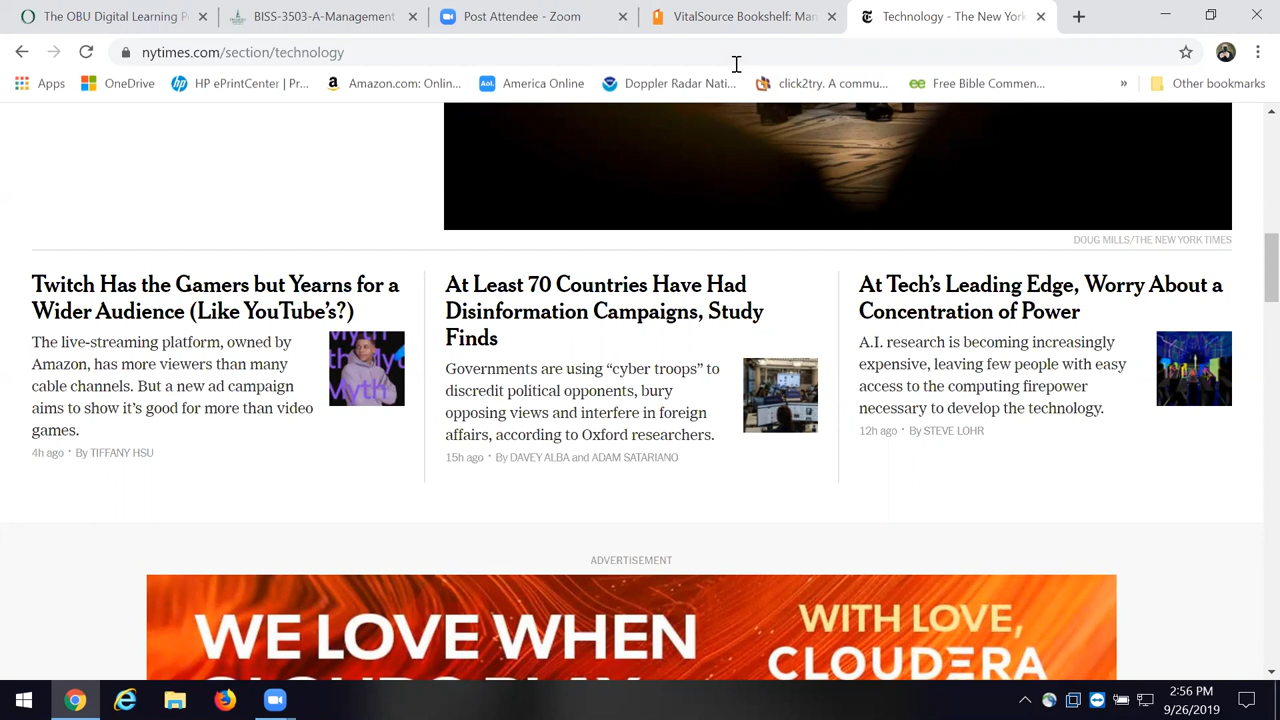 The OBU Digital Learning P
BISS-3503-A-Management
Post Attendee - Zoom
VitalSource Bookshelf: Man
Technology - The New York
nytimes.com/section/technology
Apps
OneDrive
HP ePrintCenter | Pr...
Amazon.com: Onlin...
Aol.
America Online
Doppler Radar Nati...
click2try. A commu...
Free Bible Commen...
»
Other bookmarks
DOUG MILLS/THE NEW YORK TIMES
Twitch Has the Gamers but Yearns for a
Wider Audience (Like YouTube's?)
The live-streaming platform, owned by
Amazon, has more viewers than many
cable channels. But a new ad campaign
aims to show it's good for more than video
games.
4h ago • By TIFFANY HSU
At Least 70 Countries Have Had
Disinformation Campaigns, Study
Finds
Governments are using “cyber troops” to
discredit political opponents, bury
opposing views and interfere in foreign
affairs, according to Oxford researchers.
15h ago • By DAVEY ALBA and ADAM SATARIANO
At Tech's Leading Edge, Worry About a
Concentration of Power
A.I. research is becoming increasingly
expensive, leaving few people with easy
access to the computing firepower
necessary to develop the technology.
12h ago • By STEVE LOHR
ADVERTISEMENT
WE LOVE WHEN
WITH LOVE,
CLOUDERA
2:56 PM
9/26/2019